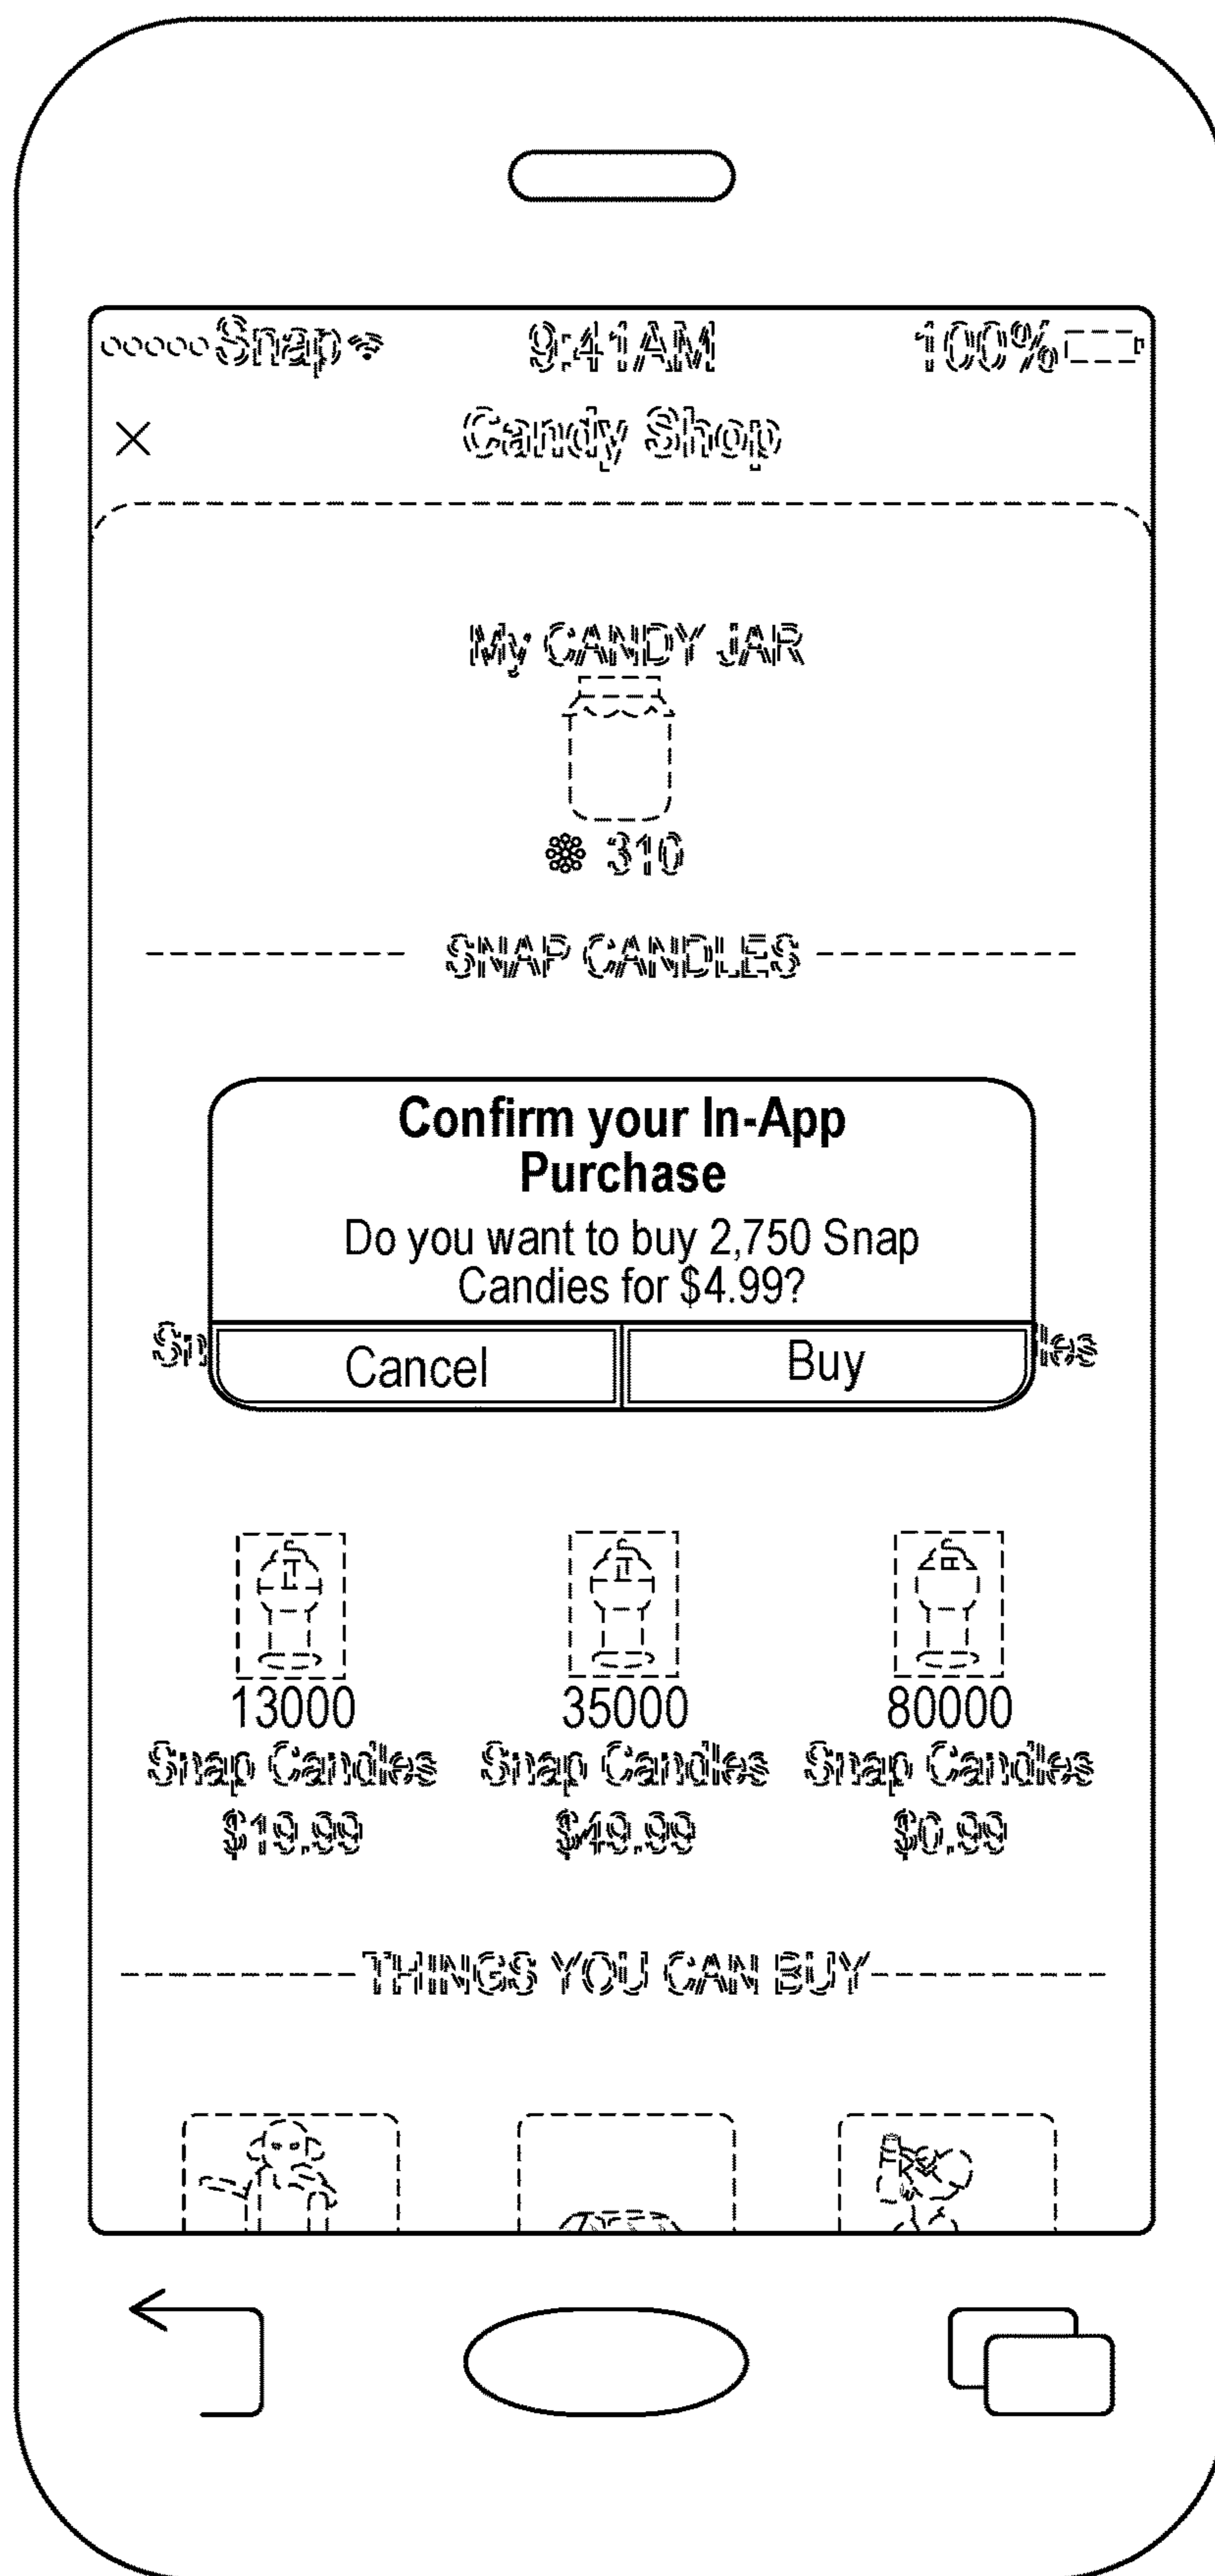 Snap 9:41AM 100%
Candy Shop
My CANDY JAR
310
SNAP CANDLES
Confirm your In-App
Purchase
Do you want to buy 2,750 Snap
Candies for $4.99?
Sn les
Cancel Buy
13000 35000 80000
Snap Candles Snap Candles Snap Candles
$19.99 $49.99 $0.99
THINGS YOU CAN BUY